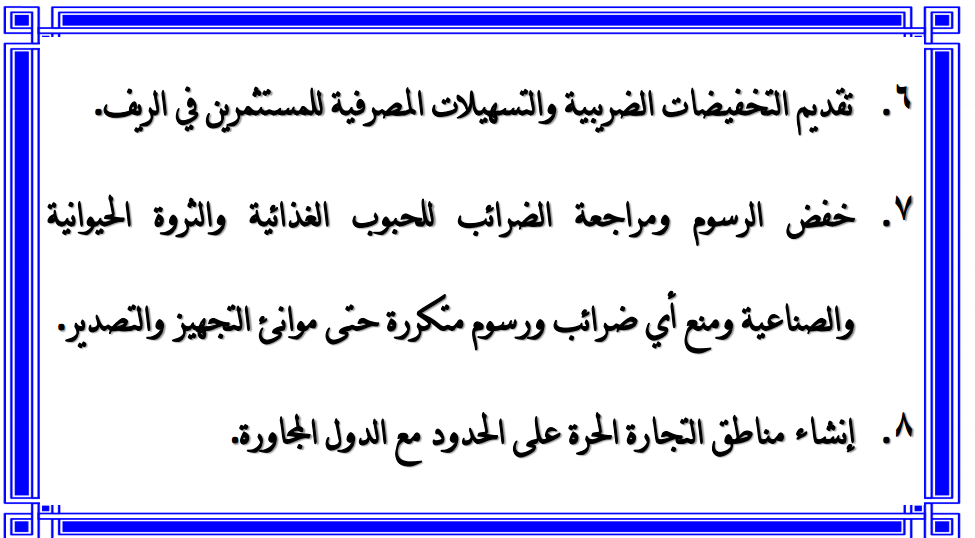 ٦. تقديم التخفيضات الضريبية والتسهيلات المصرفية للمستثمرين في الريف.
٧. خفض الرسوم ومراجعة الضرائب للحبوب الغذائية والثروة الحيوانية
والصناعية ومنع أي ضرائب ورسوم متكررة حتى موانئ التجهيز والتصدير.
٨. إنشاء مناطق التجارة الحرة على الحدود مع الدول المجاورة.